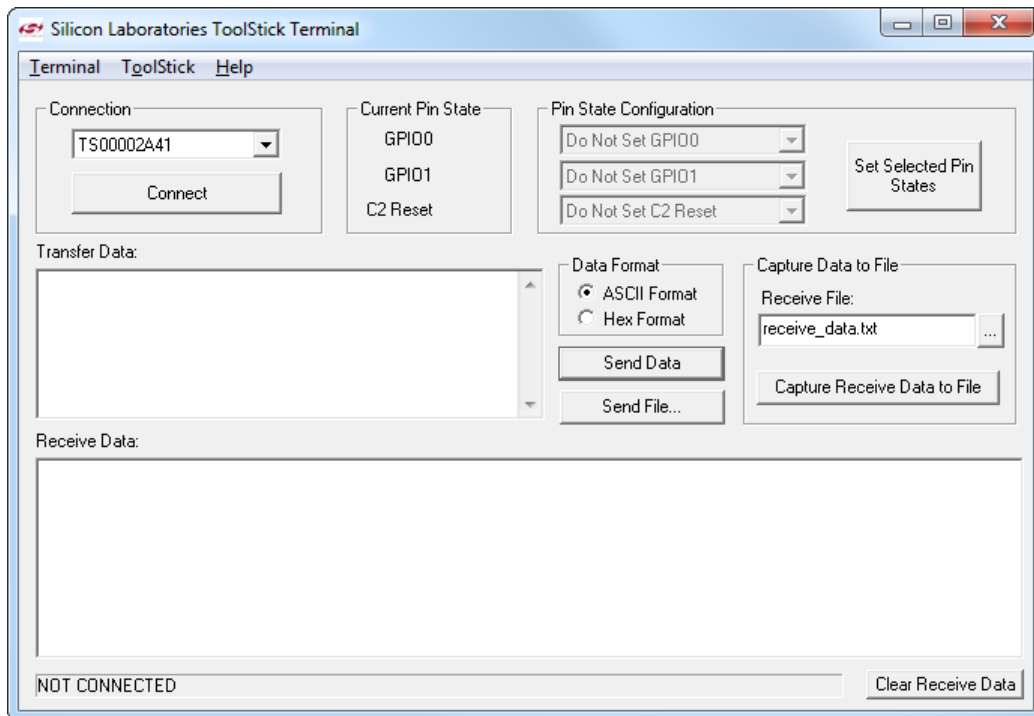 Silicon Laboratories ToolStick Terminal
Terminal ToolStick Help
Connection
TS00002A41
Connect
Current Pin State
GPIO0
GPIO1
C2 Reset
Pin State Configuration
Do Not Set GPIO0
Do Not Set GPIO1
Do Not Set C2 Reset
Set Selected Pin
States
Transfer Data:
Data Format
ASCII Format
Hex Format
Send Data
Send File...
Capture Data to File
Receive File:
receive_data.txt
...
Capture Receive Data to File
Receive Data:
NOT CONNECTED
Clear Receive Data